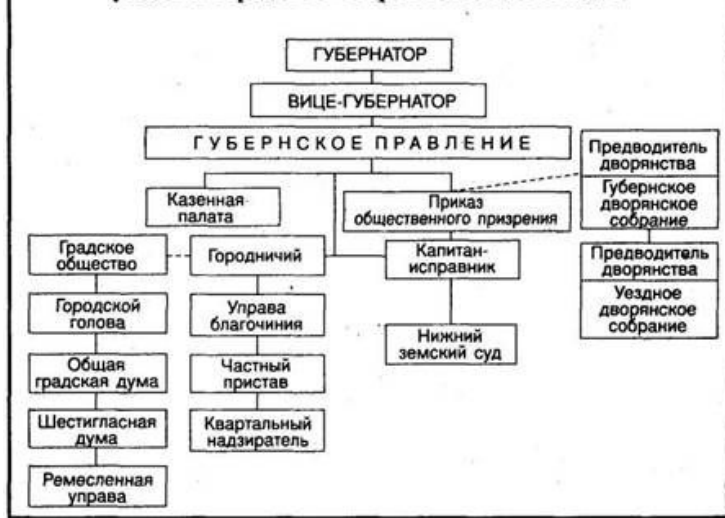 ГУБЕРНАТОР
ВИЦЕ-ГУБЕРНАТОР
ГУБЕРНСКОЕ ПРАВЛЕНИЕ
Казенная
палата
Приказ
общественного призрения
Предводитель
дворянства
Губернское
дворянское
собрание
Предводитель
дворянства
Уездное
дворянское
собрание
Градское
общество
Городской
голова
Общая
градская дума
Шестигласная
дума
Ремесленная
управа
Городничий
Управа
благочиния
Частный
пристав
Квартальный
надзиратель
Капитан-
исправник
Нижний
земский суд